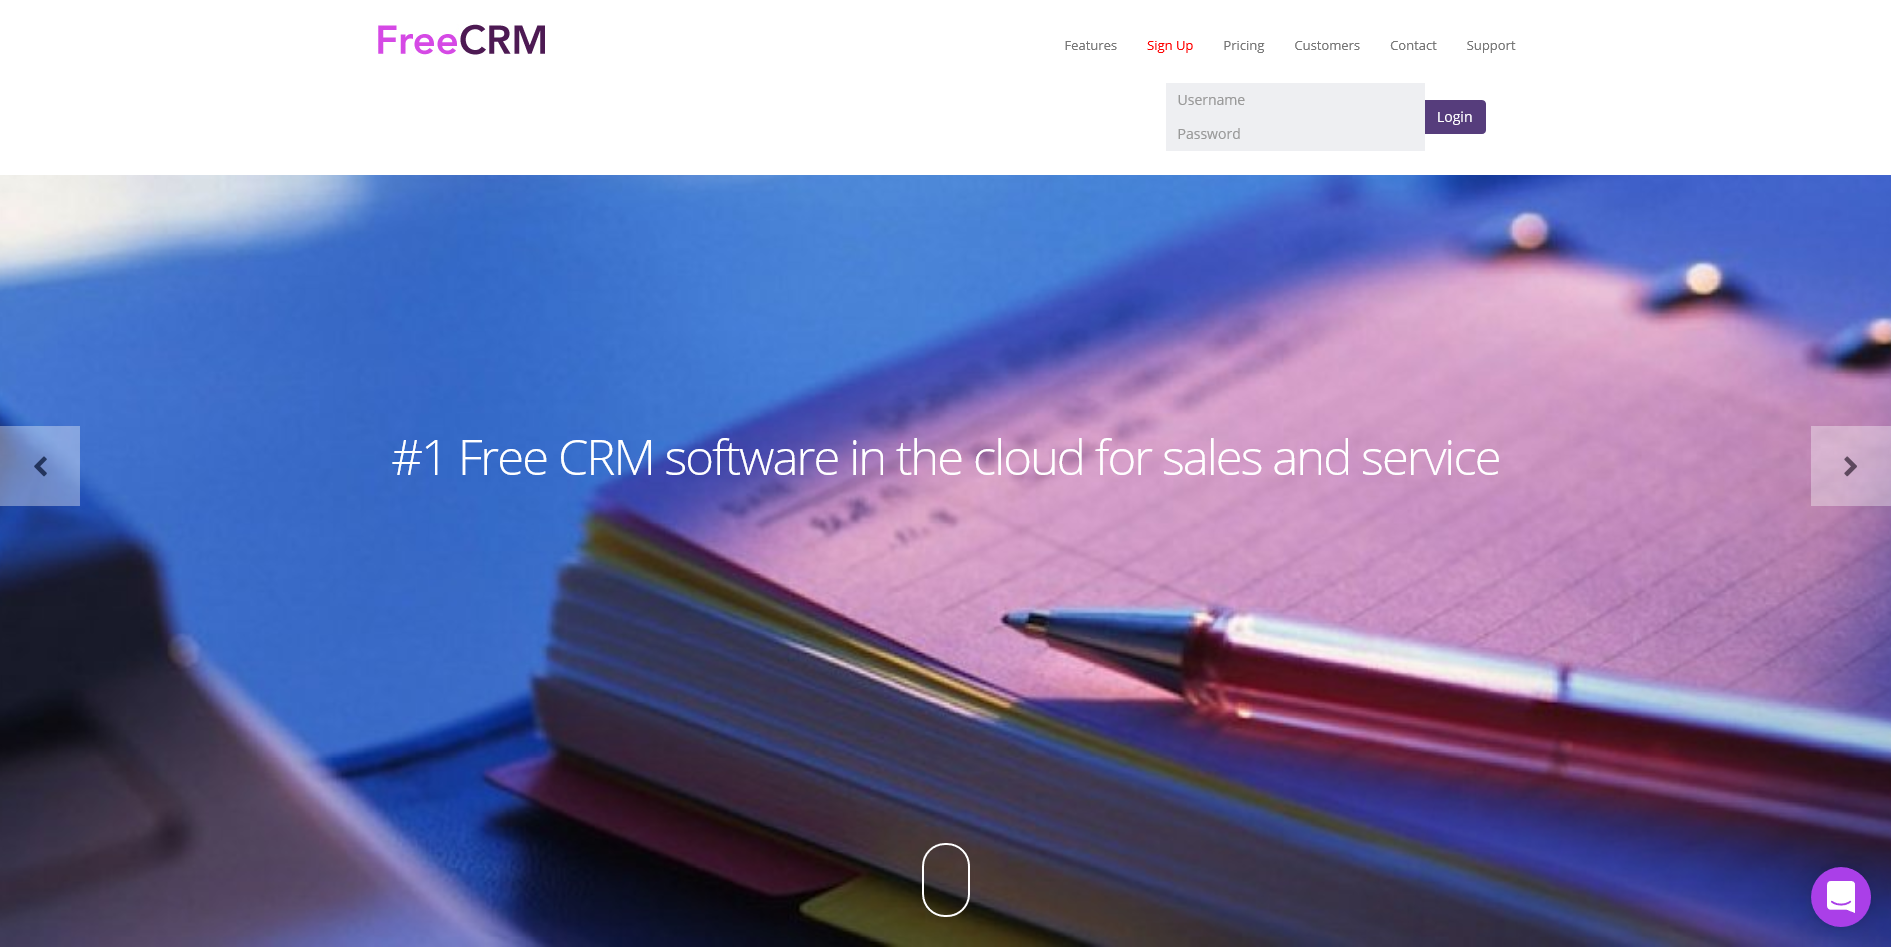 FreeCRM
Features Sign Up Pricing Customers Contact Support
Username
Password
Login
#1 Free CRM software in the cloud for sales and service